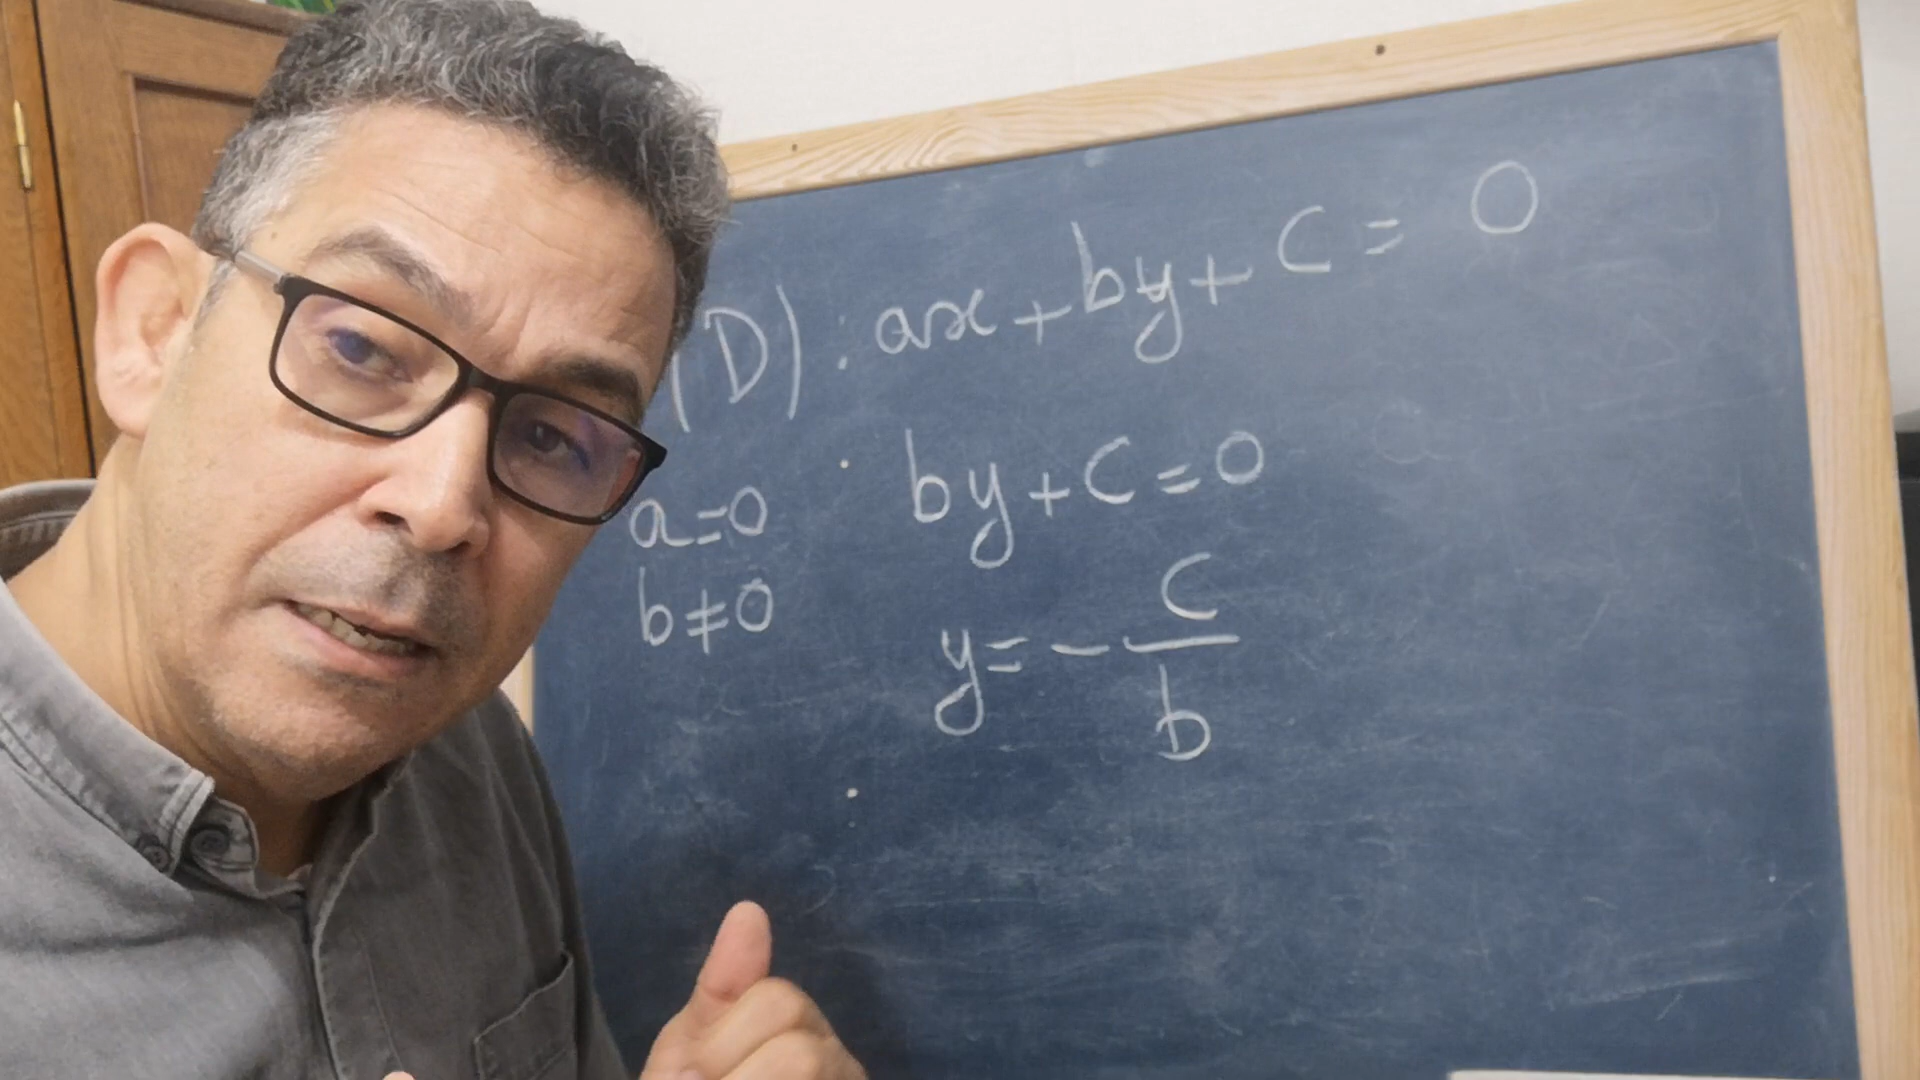 (D) : ax + by + c = 0
a=0 by + c = 0
b≠0
y = - c/b